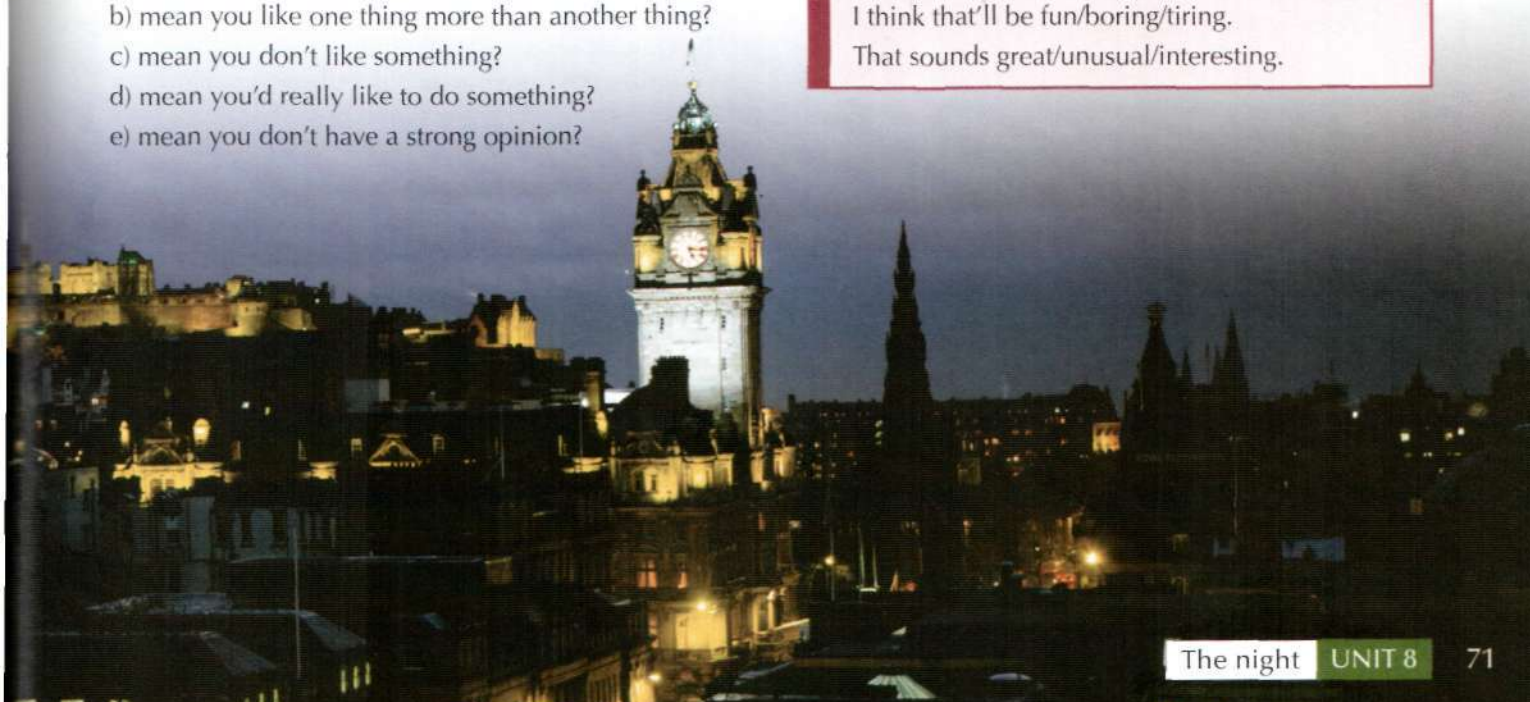 b) mean you like one thing more than another thing?
c) mean you don't like something?
d) mean you'd really like to do something?
e) mean you don't have a strong opinion?
I think that'll be fun/boring/tiring.
That sounds great/unusual/interesting.
The night UNIT 8 71